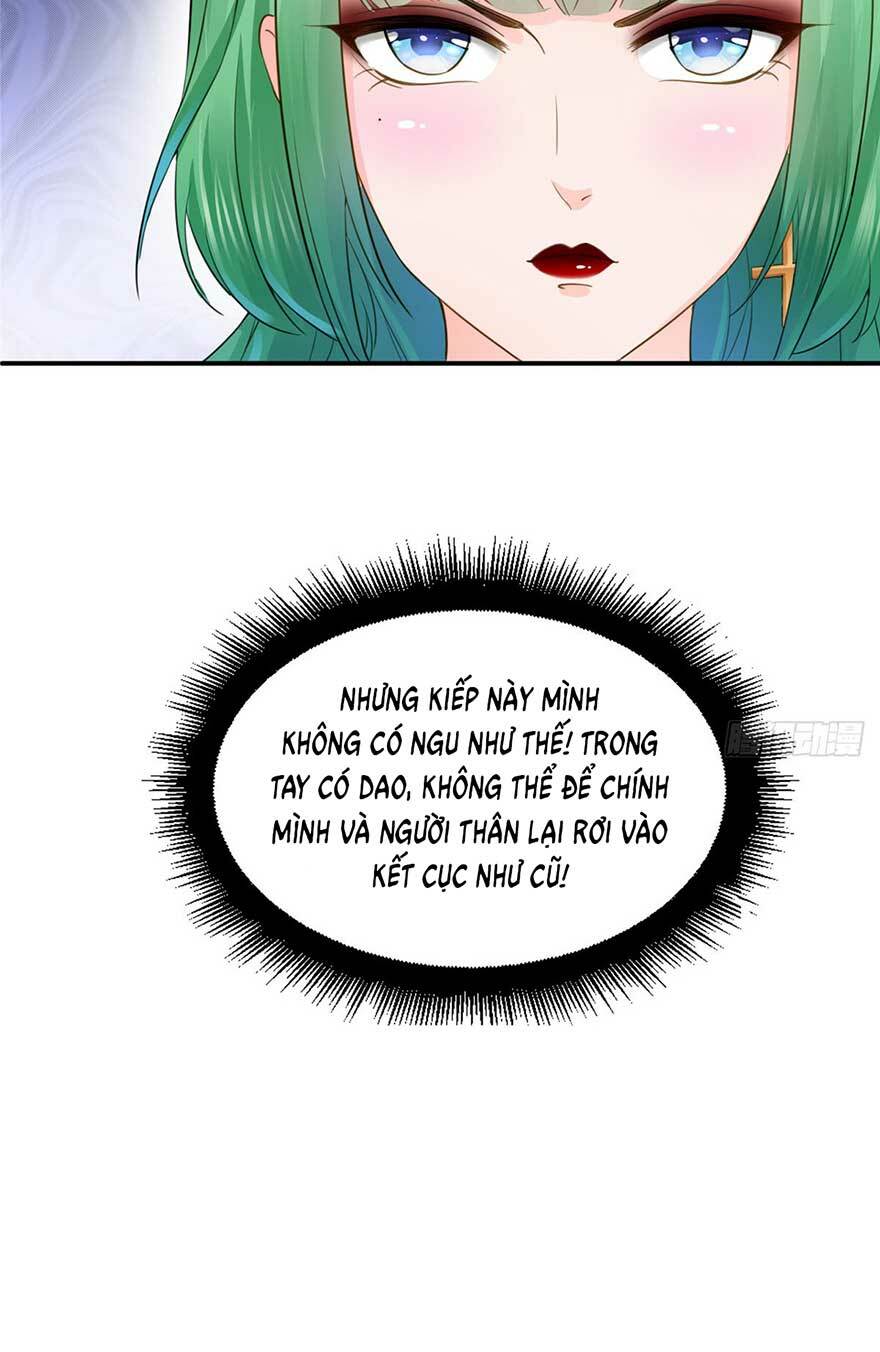 NHƯNG KIẾP NÀY MÌNH
KHÔNG CÓ NGU NHƯ THẾ! TRONG
TAY CÓ DAO, KHÔNG THỂ ĐỂ CHÍNH
MÌNH VÀ NGƯỜI THÂN LẠI RƠI VÀO
KẾT CỤC NHƯ CŨ!